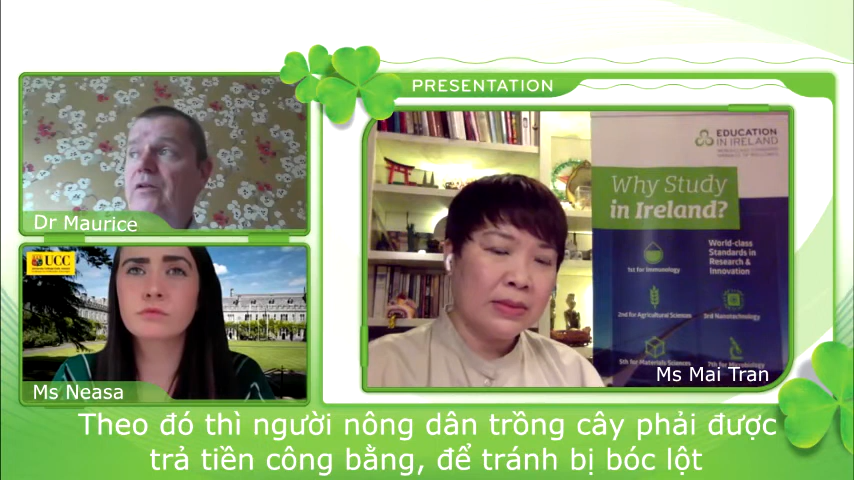 PRESENTATION
EDUCATION
IN IRELAND
Why Study
in Ireland?
World-class
Standards in
Research &
Innovation
1st for Immunology
2nd for Agricultural Sciences
3rd Nanotechnology
5th for Materials Sciences
Dr Maurice
UCC
Ms Neasa
Ms Mai Tran
Theo đó thì người nông dân trồng cây phải được
trả tiền công bằng, để tránh bị bóc lột